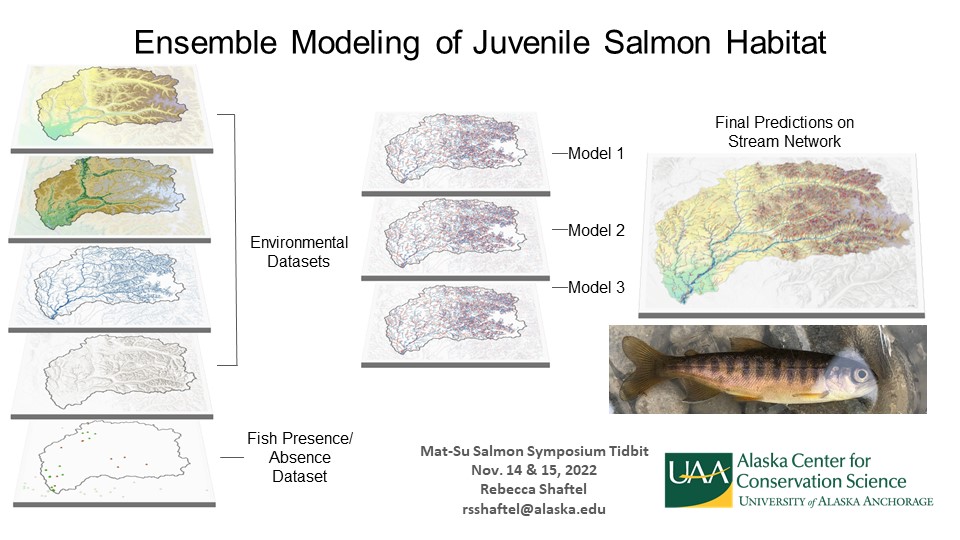 Ensemble Modeling of Juvenile Salmon Habitat
Environmental
Datasets
Fish Presence/
Absence
Dataset
Model 1
Model 2
Model 3
Final Predictions on
Stream Network
Mat-Su Salmon Symposium Tidbit
Nov. 14 & 15, 2022
Rebecca Shaftel
rsshaftel@alaska.edu
UAA
Alaska Center for
Conservation Science
UNIVERSITY of ALASKA ANCHORAGE